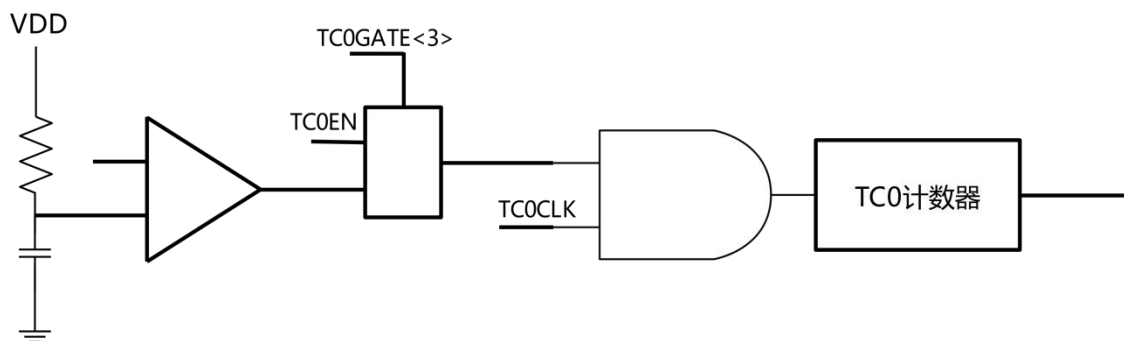 VDD
TC0GATE<3>
TC0EN
TC0CLK
TC0计数器